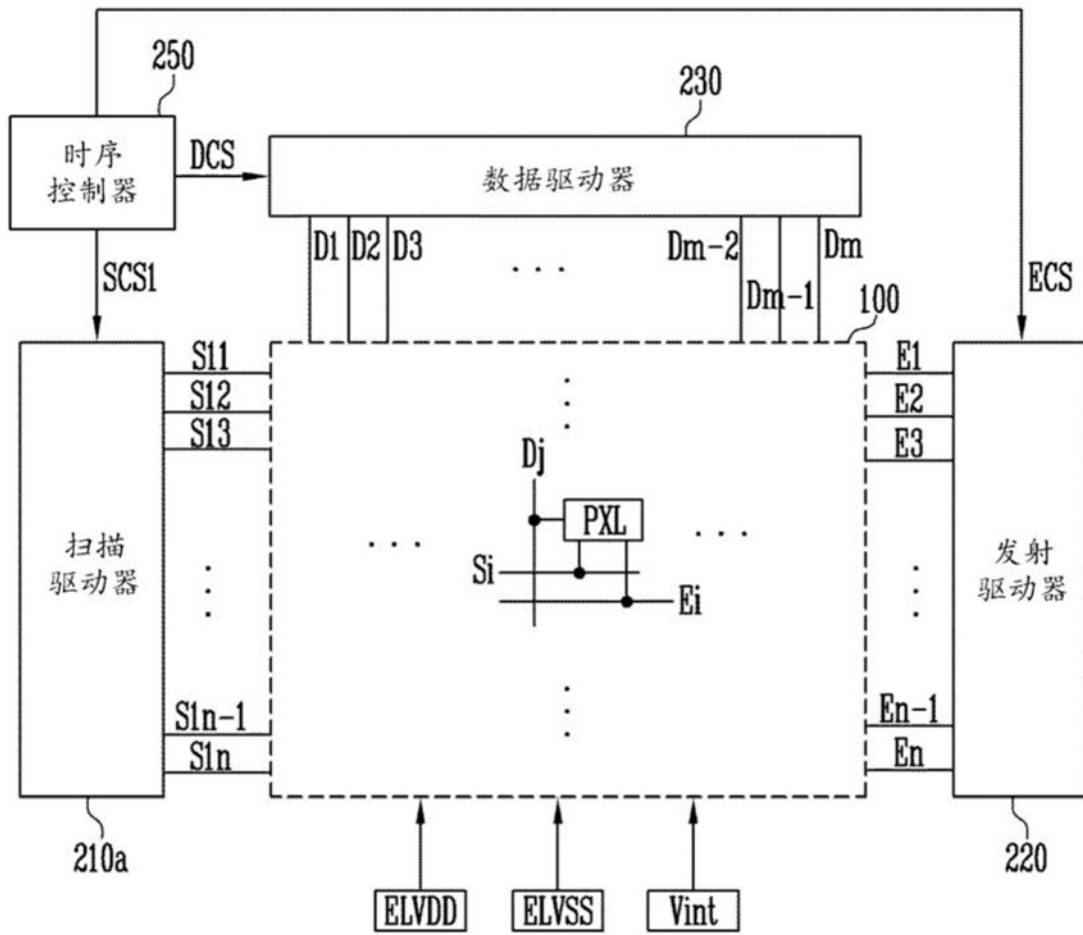 250
230
时序
控制器
DCS
数据驱动器
SCS1
D1
D2
D3
. . .
Dm-2
Dm-1
Dm
ECS
100
S11
S12
S13
E1
E2
E3
Dj
PXL
Si
Ei
扫描
驱动器
发射
驱动器
S1n-1
S1n
En-1
En
210a
220
ELVDD
ELVSS
Vint